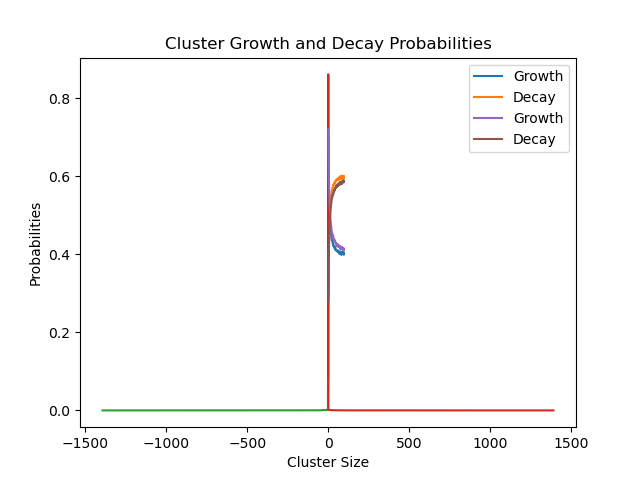 Cluster Growth and Decay Probabilities
Growth
Decay
Growth
Decay
0.8
0.6
0.4
0.2
0.0
Probabilities
−1500 −1000 −500 0 500 1000 1500
Cluster Size